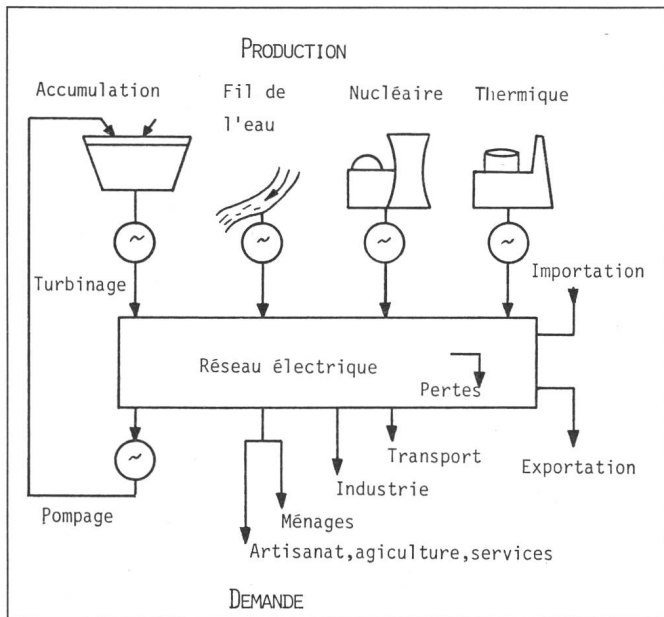 PRODUCTION
Accumulation
Fil de
l'eau
Nucléaire
Thermique
~
~
~
~
Turbinage
Importation
Réseau électrique
Pertes
~
Transport
Exportation
Industrie
Pompage
Ménages
Artisanat,agiculture,services
DEMANDE